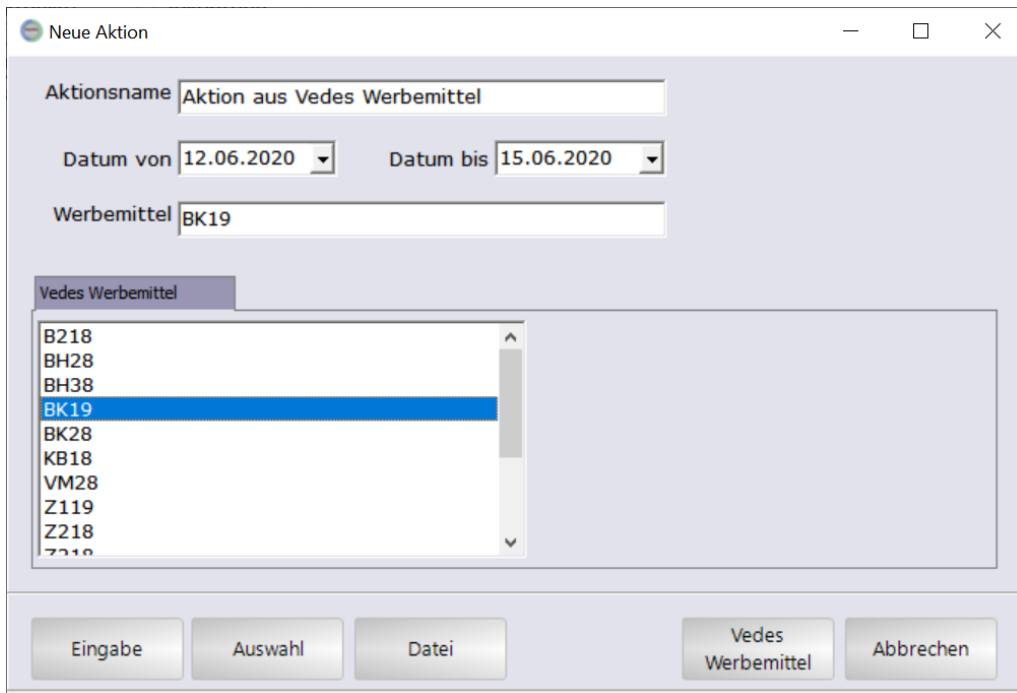 Neue Aktion
Aktionsname Aktion aus Vedes Werbemittel
Datum von 12.06.2020 Datum bis 15.06.2020
Werbemittel BK19
Vedes Werbemittel
B218
BH28
BH38
BK19
BK28
KB18
VM28
Z119
Z218
Eingabe Auswahl Datei Vedes Werbemittel Abbrechen